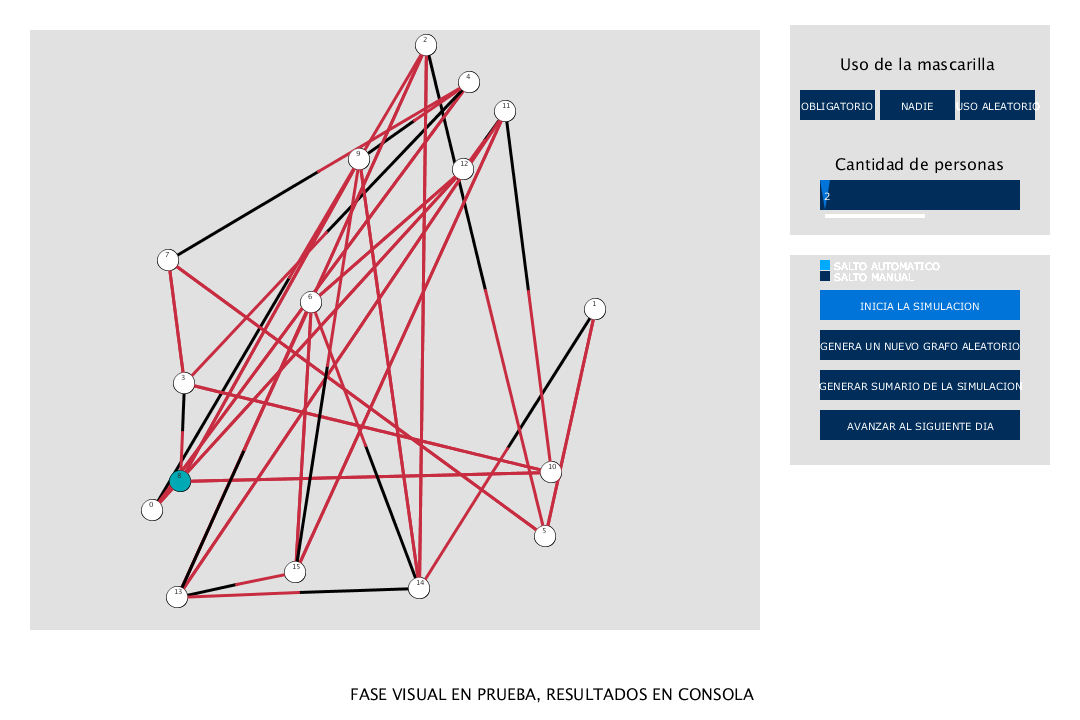 2
4
11
9
12
7
6
1
3
10
8
0
5
15
14
13
Uso de la mascarilla
OBLIGATORIO
NADIE
USO ALEATORIO
Cantidad de personas
2
SALTO AUTOMATICO
SALTO MANUAL
INICIA LA SIMULACION
GENERA UN NUEVO GRAFO ALEATORIO
GENERAR SUMARIO DE LA SIMULACION
AVANZAR AL SIGUIENTE DIA
FASE VISUAL EN PRUEBA, RESULTADOS EN CONSOLA